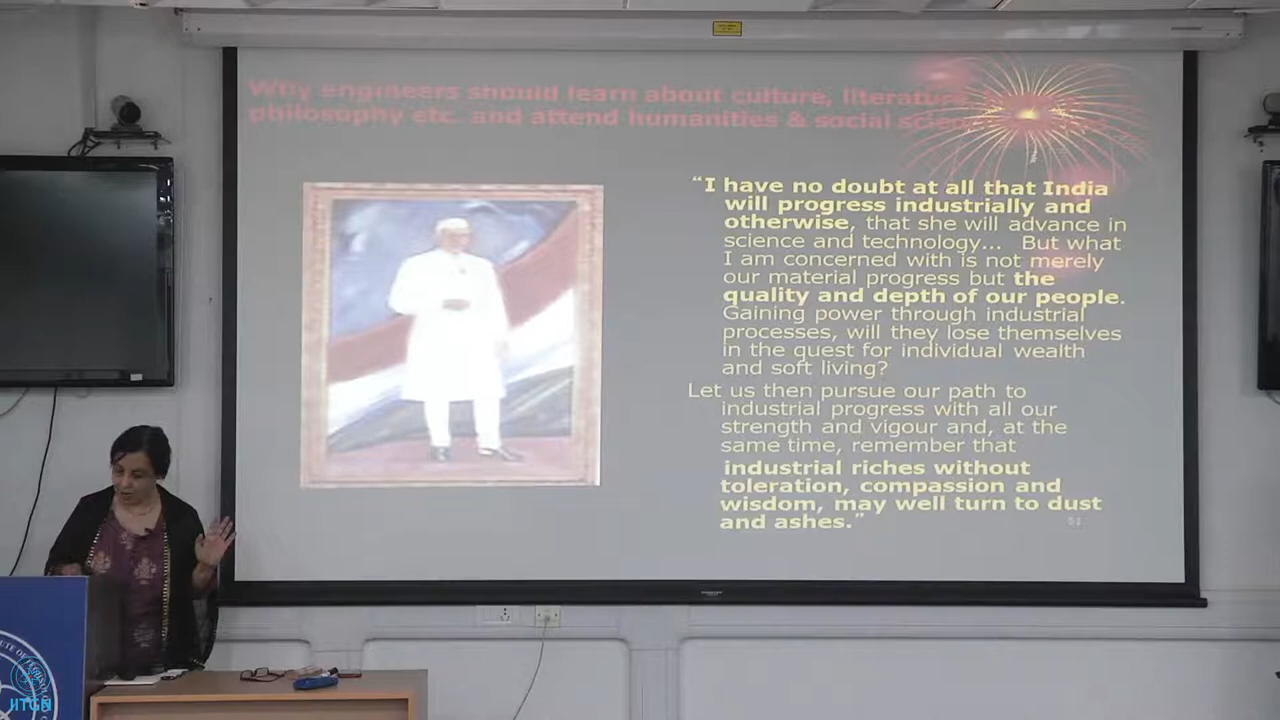 Why engineers should learn about culture, literature,
philosophy etc. and attend humanities & social
“I have no doubt at all that India
will progress industrially and
otherwise, that she will advance in
science and technology... But what
I am concerned with is not merely
our material progress but the
quality and depth of our people.
Gaining power through industrial
processes, will they lose themselves
in the quest for individual wealth
and soft living?
Let us then pursue our path to
industrial progress with all our
strength and vigour and, at the
same time, remember that
industrial riches without
toleration, compassion and
wisdom, may well turn to dust
and ashes.”
IITGN